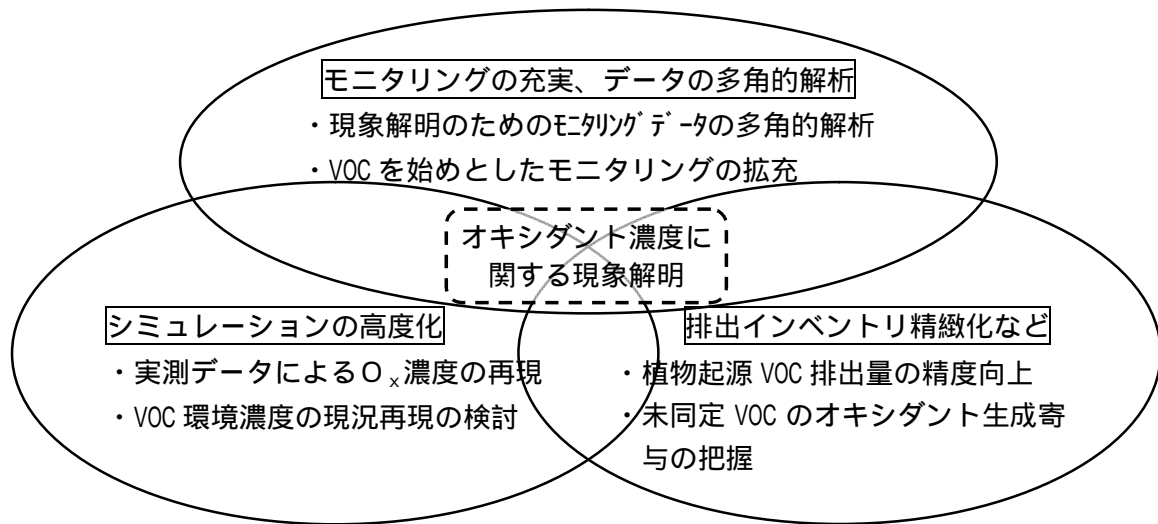 モニタリングの充実、データの多角的解析
・現象解明のためのﾓﾆﾀﾘﾝｸﾞﾃﾞｰﾀの多角的解析
・VOC を始めとしたモニタリングの拡充
オキシダント濃度に
関する現象解明
シミュレーションの高度化
・実測データによるＯₓ濃度の再現
・VOC 環境濃度の現況再現の検討
排出インベントリ精緻化など
・植物起源 VOC 排出量の精度向上
・未同定 VOC のオキシダント生成寄
与の把握